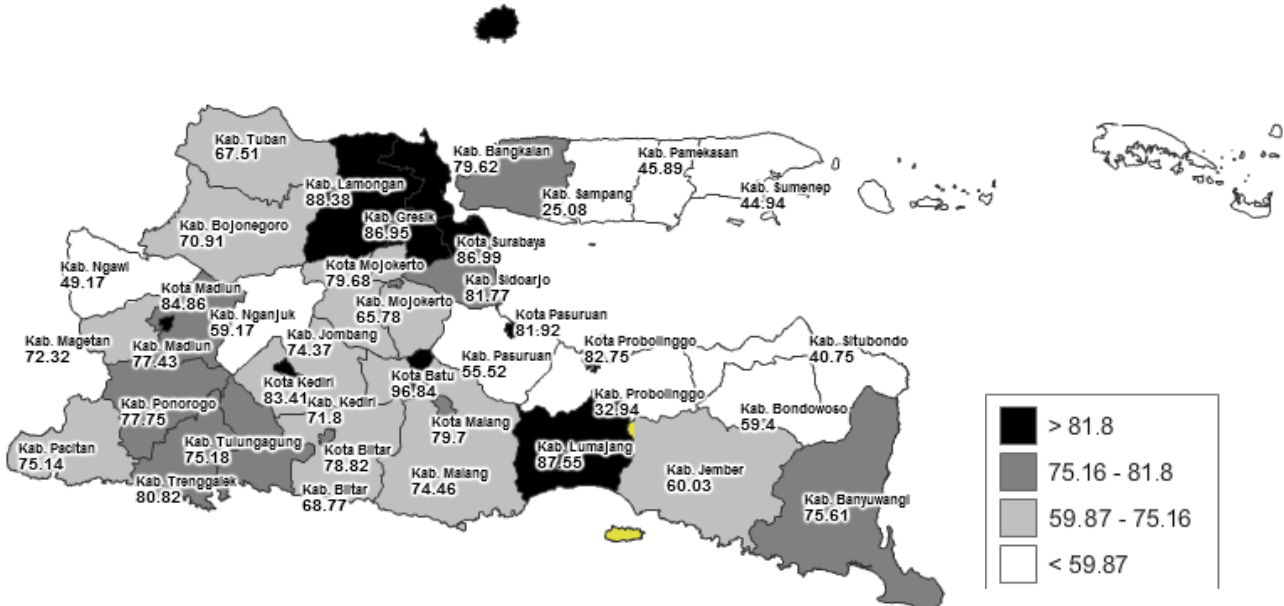 Kab. Tuban
67.51
Kab. Lamongan
88.38
Kab. Gresik
86.95
Kab. Bangkalan
79.62
Kab. Sampang
25.08
Kab. Pamekasan
45.89
Kab. Sumenep
44.94
Kab. Bojonegoro
70.91
Kab. Ngawi
49.17
Kota Mojokerto
79.68
Kota Surabaya
86.99
Kab. Sidoarjo
81.77
Kota Madiun
84.86
Kab. Nganjuk
59.17
Kab. Mojokerto
65.78
Kota Pasuruan
81.92
Kab. Magetan
72.32
Kab. Madiun
77.43
Kab. Jombang
74.37
Kab. Pasuruan
55.52
Kota Probolinggo
82.75
Kab. Situbondo
40.75
Kota Kediri
83.41
Kab. Kediri
71.8
Kota Batu
96.84
Kab. Probolinggo
32.94
Kab. Bondowoso
59.4
Kab. Ponorogo
77.75
Kota Malang
79.7
Kab. Pacitan
75.14
Kab. Tulungagung
75.18
Kota Blitar
78.82
Kab. Lumajang
87.55
Kab. Trenggalek
80.82
Kab. Blitar
68.77
Kab. Malang
74.46
Kab. Jember
60.03
Kab. Banyuwangi
75.61
> 81.8
75.16 - 81.8
59.87 - 75.16
< 59.87